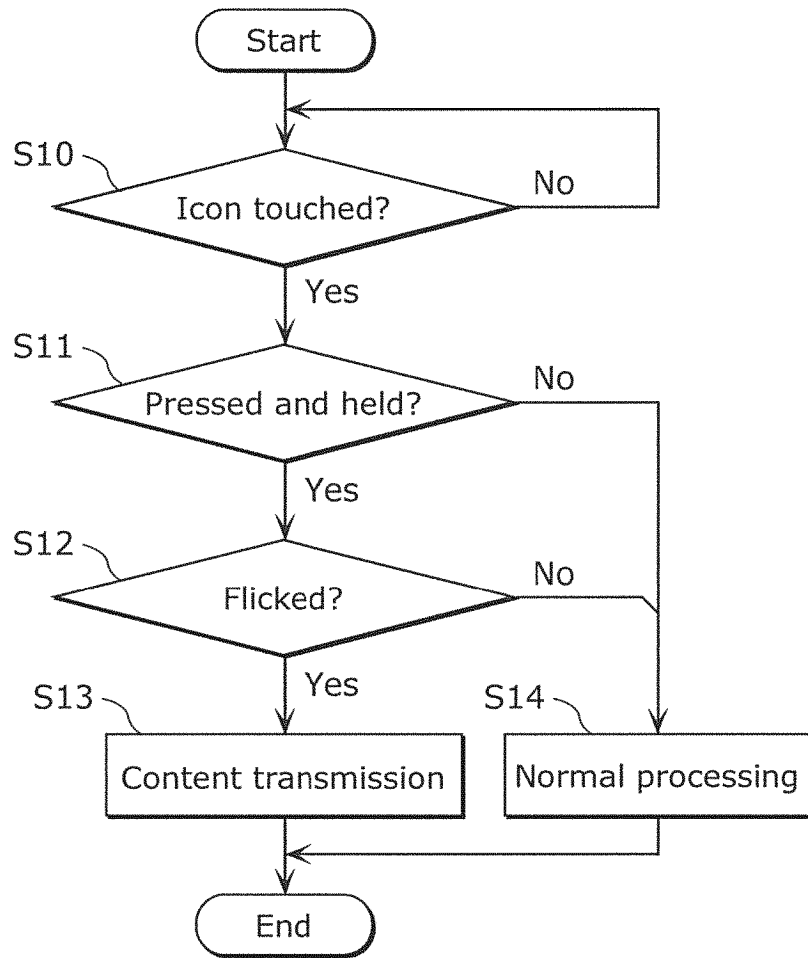 Start
S10
Icon touched?
No
Yes
S11
Pressed and held?
No
Yes
S12
Flicked?
No
Yes
S13
Content transmission
S14
Normal processing
End